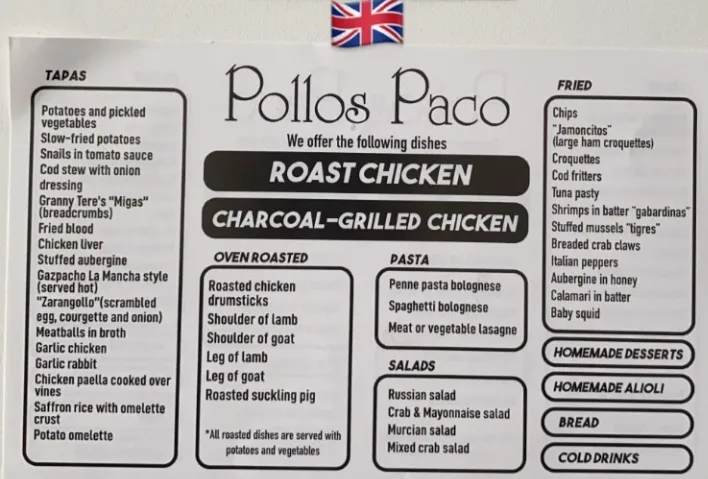 TAPAS
Potatoes and pickled
vegetables
Slow-fried potatoes
Snails in tomato sauce
Cod stew with onion
dressing
Granny Tere's "Migas"
(breadcrumbs)
Fried blood
Chicken liver
Stuffed aubergine
Gazpacho La Mancha style
(served hot)
"Zarangollo"(scrambled
egg, courgette and onion)
Meatballs in broth
Garlic chicken
Garlic rabbit
Chicken paella cooked over
vines
Saffron rice with omelette
crust
Potato omelette
Pollos Paco
We offer the following dishes
ROAST CHICKEN
CHARCOAL-GRILLED CHICKEN
OVEN ROASTED
Roasted chicken
drumsticks
Shoulder of lamb
Shoulder of goat
Leg of lamb
Leg of goat
Roasted suckling pig
*All roasted dishes are served with
potatoes and vegetables
PASTA
Penne pasta bolognese
Spaghetti bolognese
Meat or vegetable lasagne
SALADS
Russian salad
Crab & Mayonnaise salad
Murcian salad
Mixed crab salad
FRIED
Chips
"Jamoncitos"
(large ham croquettes)
Croquettes
Cod fritters
Tuna pasty
Shrimps in batter "gabardinas"
Stuffed mussels "tigres"
Breaded crab claws
Italian peppers
Aubergine in honey
Calamari in batter
Baby squid
HOMEMADE DESSERTS
HOMEMADE ALIOLI
BREAD
COLD DRINKS